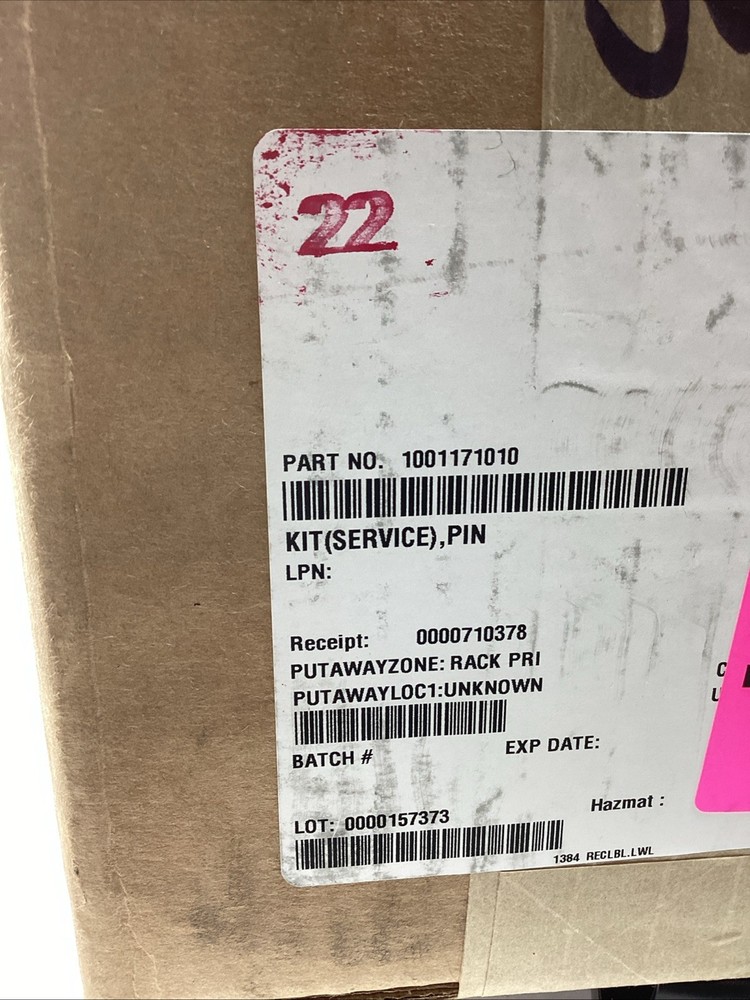 22
PART NO. 1001171010
KIT(SERVICE),PIN
LPN:
Receipt: 0000710378
PUTAWAYZONE: RACK PRI
PUTAWAYLOC1:UNKNOWN
BATCH #
EXP DATE:
Hazmat :
LOT: 0000157373
1384 RECLBL.LWL